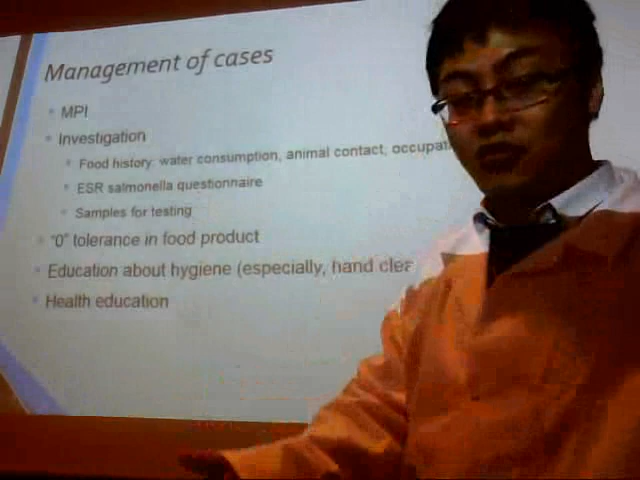 Management of cases
MPI
Investigation
Food history: water consumption, animal contact, occupat
ESR salmonella questionnaire
Samples for testing
"0" tolerance in food product
Education about hygiene (especially, hand clea
Health education